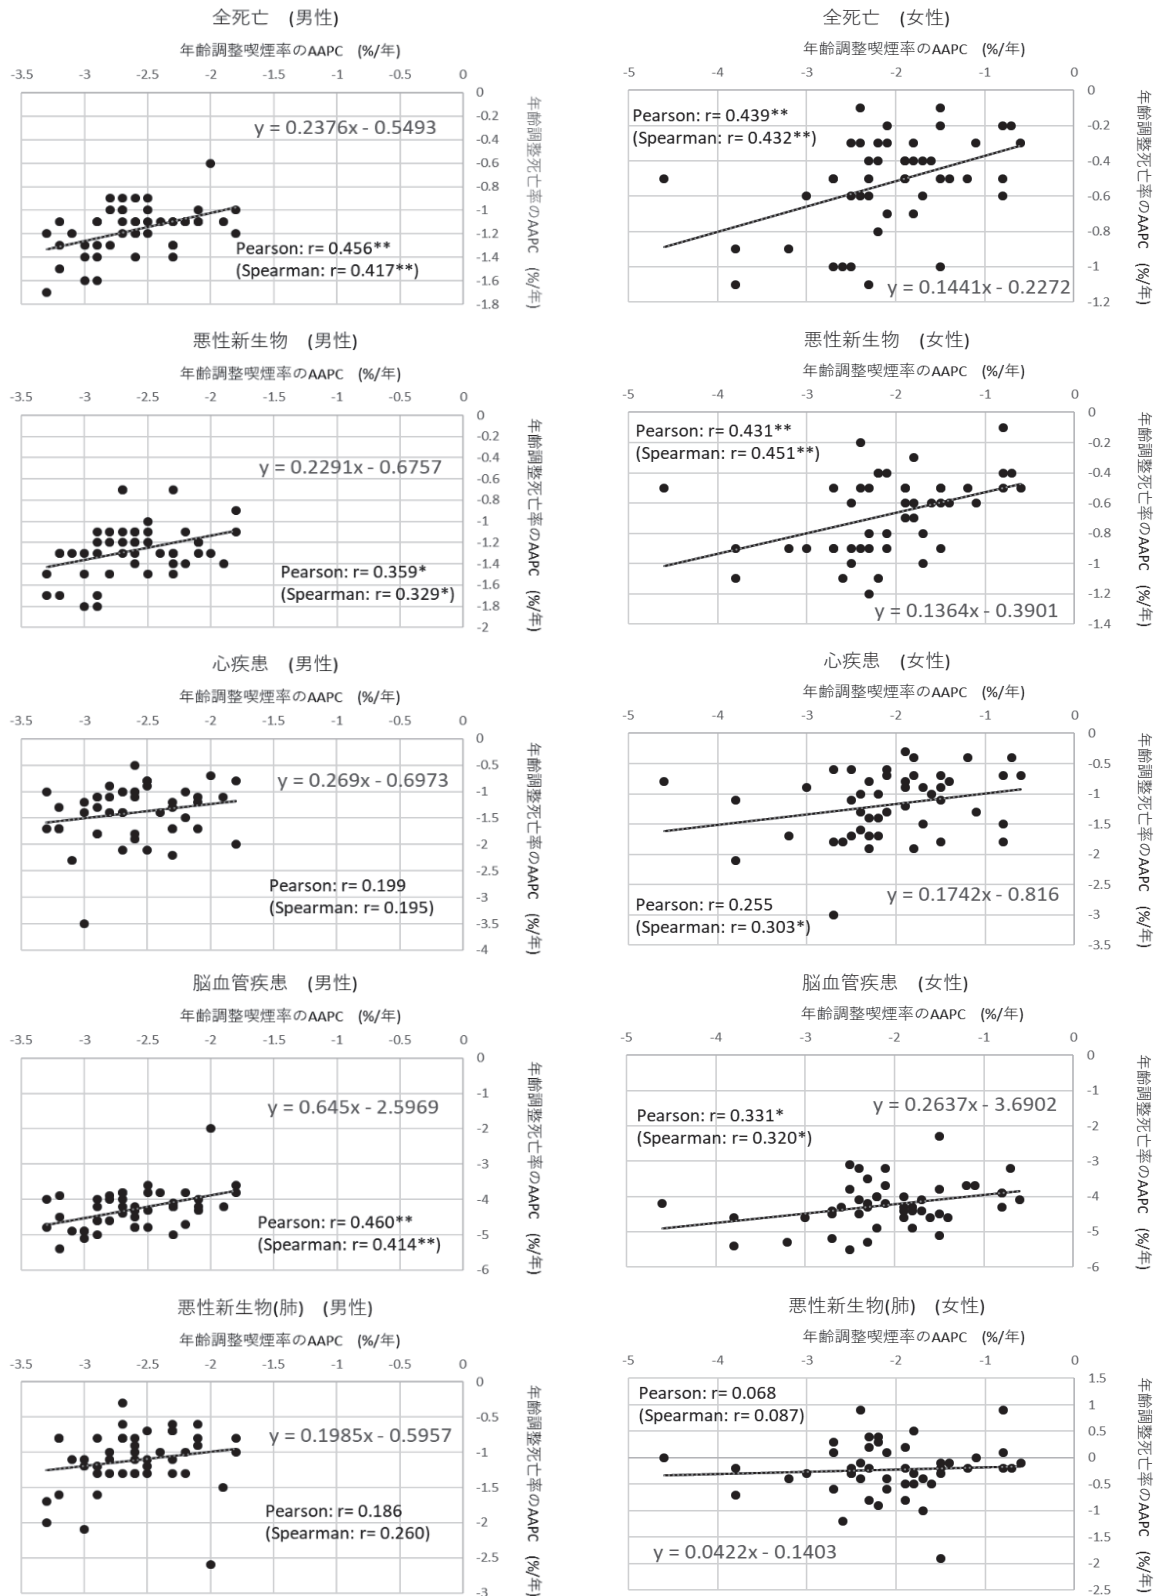 全死亡　(男性)
年齢調整喫煙率のAAPC　(%/年)
-3.5 -3 -2.5 -2 -1.5 -1 -0.5 0
0
-0.2
-0.4
-0.6
-0.8
-1
-1.2
-1.4
-1.6
-1.8
年齢調整死亡率のAAPC　(%/年)
y = 0.2376x - 0.5493
Pearson: r= 0.456**
(Spearman: r= 0.417**)
全死亡　(女性)
年齢調整喫煙率のAAPC　(%/年)
-5 -4 -3 -2 -1 0
0
-0.2
-0.4
-0.6
-0.8
-1
-1.2
年齢調整死亡率のAAPC　(%/年)
Pearson: r= 0.439**
(Spearman: r= 0.432**)
y = 0.1441x - 0.2272
悪性新生物　(男性)
年齢調整喫煙率のAAPC　(%/年)
-3.5 -3 -2.5 -2 -1.5 -1 -0.5 0
0
-0.2
-0.4
-0.6
-0.8
-1
-1.2
-1.4
-1.6
-1.8
-2
年齢調整死亡率のAAPC　(%/年)
y = 0.2291x - 0.6757
Pearson: r= 0.359*
(Spearman: r= 0.329*)
悪性新生物　(女性)
年齢調整喫煙率のAAPC　(%/年)
-5 -4 -3 -2 -1 0
0
-0.2
-0.4
-0.6
-0.8
-1
-1.2
-1.4
年齢調整死亡率のAAPC　(%/年)
Pearson: r= 0.431**
(Spearman: r= 0.451**)
y = 0.1364x - 0.3901
心疾患　(男性)
年齢調整喫煙率のAAPC　(%/年)
-3.5 -3 -2.5 -2 -1.5 -1 -0.5 0
0
-0.5
-1
-1.5
-2
-2.5
-3
-3.5
-4
年齢調整死亡率のAAPC　(%/年)
y = 0.269x - 0.6973
Pearson: r= 0.199
(Spearman: r= 0.195)
心疾患　(女性)
年齢調整喫煙率のAAPC　(%/年)
-5 -4 -3 -2 -1 0
0
-0.5
-1
-1.5
-2
-2.5
-3
-3.5
年齢調整死亡率のAAPC　(%/年)
y = 0.1742x - 0.816
Pearson: r= 0.255
(Spearman: r= 0.303*)
脳血管疾患　(男性)
年齢調整喫煙率のAAPC　(%/年)
-3.5 -3 -2.5 -2 -1.5 -1 -0.5 0
0
-1
-2
-3
-4
-5
-6
年齢調整死亡率のAAPC　(%/年)
y = 0.645x - 2.5969
Pearson: r= 0.460**
(Spearman: r= 0.414**)
脳血管疾患　(女性)
年齢調整喫煙率のAAPC　(%/年)
-5 -4 -3 -2 -1 0
0
-1
-2
-3
-4
-5
-6
年齢調整死亡率のAAPC　(%/年)
y = 0.2637x - 3.6902
Pearson: r= 0.331*
(Spearman: r= 0.320*)
悪性新生物(肺)　(男性)
年齢調整喫煙率のAAPC　(%/年)
-3.5 -3 -2.5 -2 -1.5 -1 -0.5 0
0
-0.5
-1
-1.5
-2
-2.5
-3
年齢調整死亡率のAAPC　(%/年)
y = 0.1985x - 0.5957
Pearson: r= 0.186
(Spearman: r= 0.260)
悪性新生物(肺)　(女性)
年齢調整喫煙率のAAPC　(%/年)
-5 -4 -3 -2 -1 0
1.5
1
0.5
0
-0.5
-1
-1.5
-2
-2.5
年齢調整死亡率のAAPC　(%/年)
Pearson: r= 0.068
(Spearman: r= 0.087)
y = 0.0422x - 0.1403